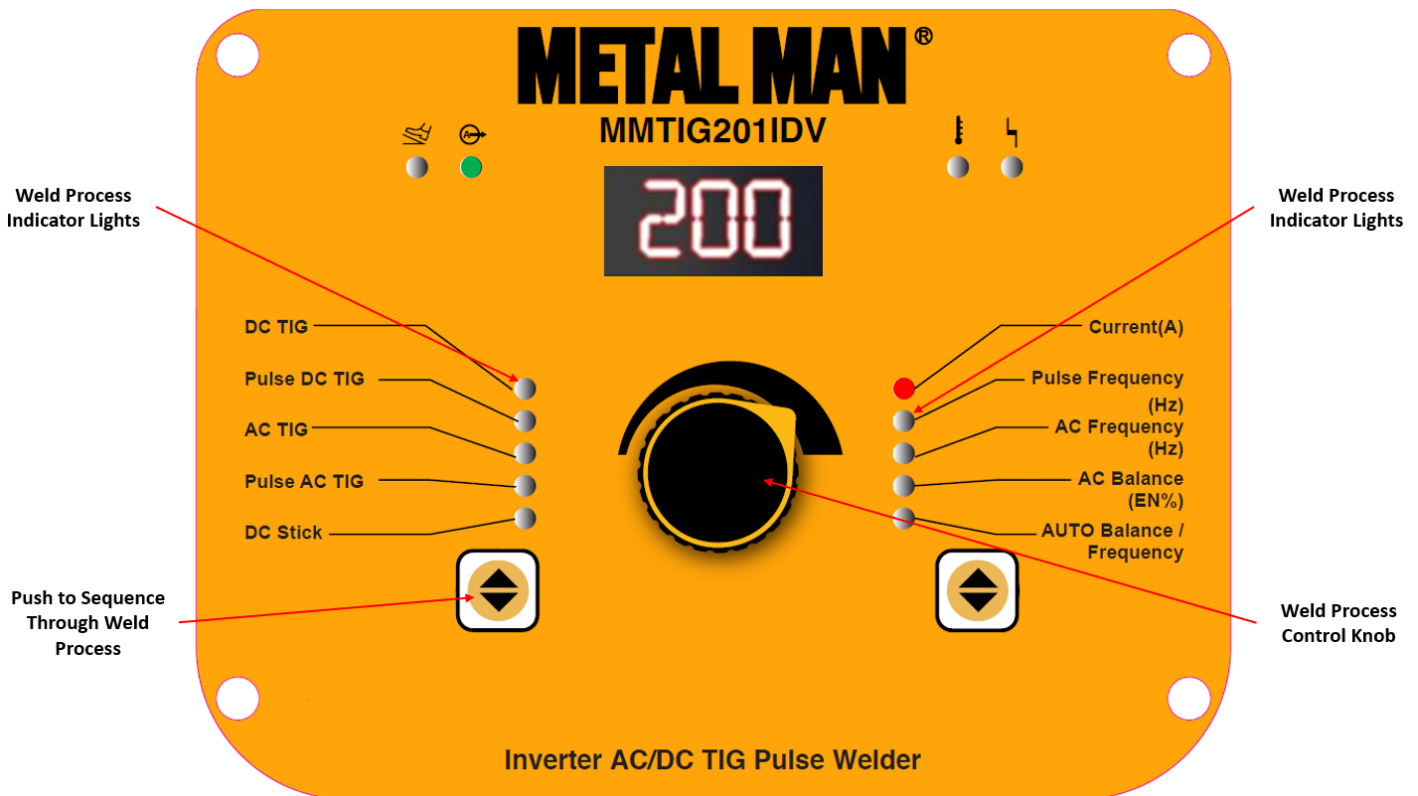 METAL MAN®
MMTIG201IDV
A
200
Weld Process
Indicator Lights
Weld Process
Indicator Lights
DC TIG
Pulse DC TIG
AC TIG
Pulse AC TIG
DC Stick
Current(A)
Pulse Frequency
(Hz)
AC Frequency
(Hz)
AC Balance
(EN%)
AUTO Balance /
Frequency
Push to Sequence
Through Weld
Process
Weld Process
Control Knob
Inverter AC/DC TIG Pulse Welder